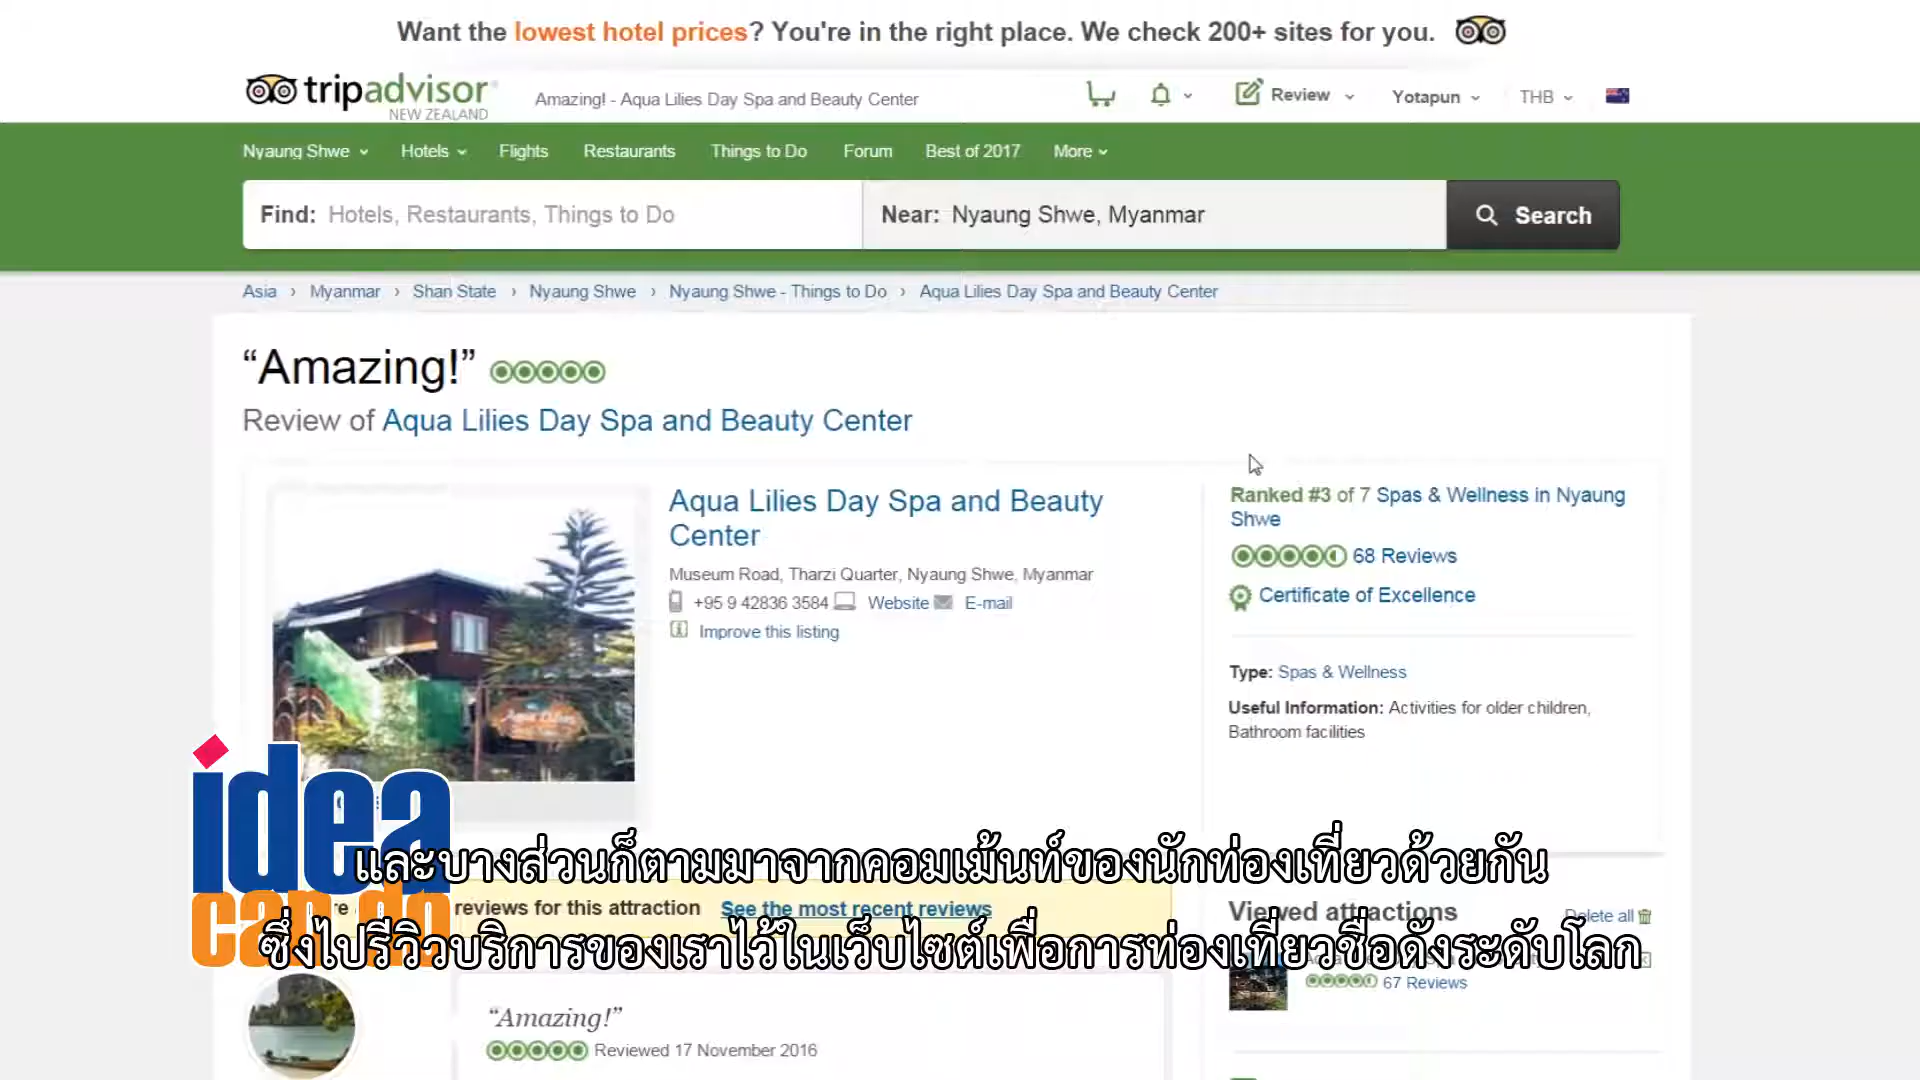 Want the lowest hotel prices? You're in the right place. We check 200+ sites for you.
tripadvisor
NEW ZEALAND
Amazing! - Aqua Lilies Day Spa and Beauty Center
Review
Yotapun
THB
Nyaung Shwe
Hotels
Flights
Restaurants
Things to Do
Forum
Best of 2017
More
Find: Hotels, Restaurants, Things to Do
Near: Nyaung Shwe, Myanmar
Search
Asia › Myanmar › Shan State › Nyaung Shwe › Nyaung Shwe - Things to Do › Aqua Lilies Day Spa and Beauty Center
“Amazing!”
Review of Aqua Lilies Day Spa and Beauty Center
Aqua Lilies Day Spa and Beauty
Center
Museum Road, Tharzi Quarter, Nyaung Shwe, Myanmar
+95 9 42836 3584 Website E-mail
Improve this listing
Ranked #3 of 7 Spas & Wellness in Nyaung
Shwe
68 Reviews
Certificate of Excellence
Type: Spas & Wellness
Useful Information: Activities for older children,
Bathroom facilities
Aqua Lilies
idea
can do
และบางส่วนก็ตามมาจากคอมเม้นท์ของนักท่องเที่ยวด้วยกัน
reviews for this attraction See the most recent reviews
Viewed attractions
Delete all
ซึ่งไปรีวิวบริการของเราไว้ในเว็บไซต์เพื่อการท่องเที่ยวชื่อดังระดับโลก
67 Reviews
“Amazing!”
Reviewed 17 November 2016